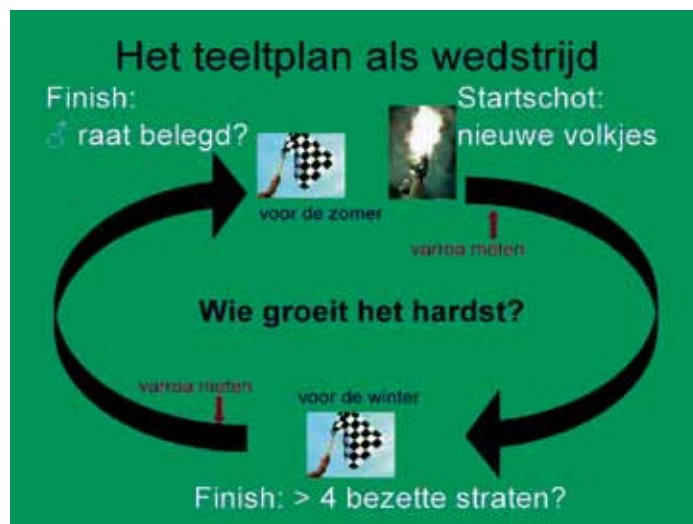 Het teeltplan als wedstrijd
Finish:
♂ raat belegd?
Startschot:
nieuwe volkjes
voor de zomer
varroa meten
Wie groeit het hardst?
varroa meten
voor de winter
Finish: > 4 bezette straten?